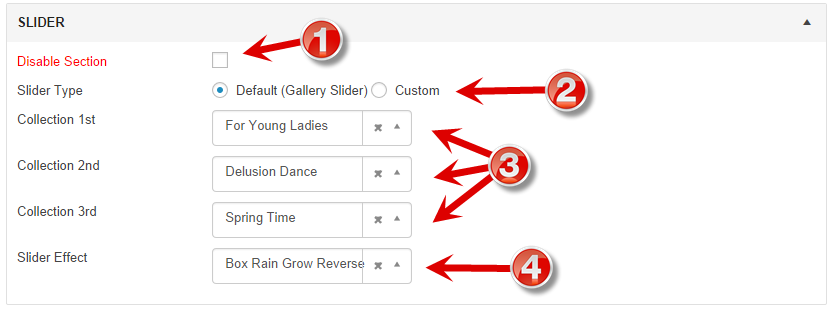 SLIDER
Disable Section
1
Slider Type Default (Gallery Slider) Custom
2
Collection 1st For Young Ladies
Collection 2nd Delusion Dance
3
Collection 3rd Spring Time
Slider Effect Box Rain Grow Reverse
4